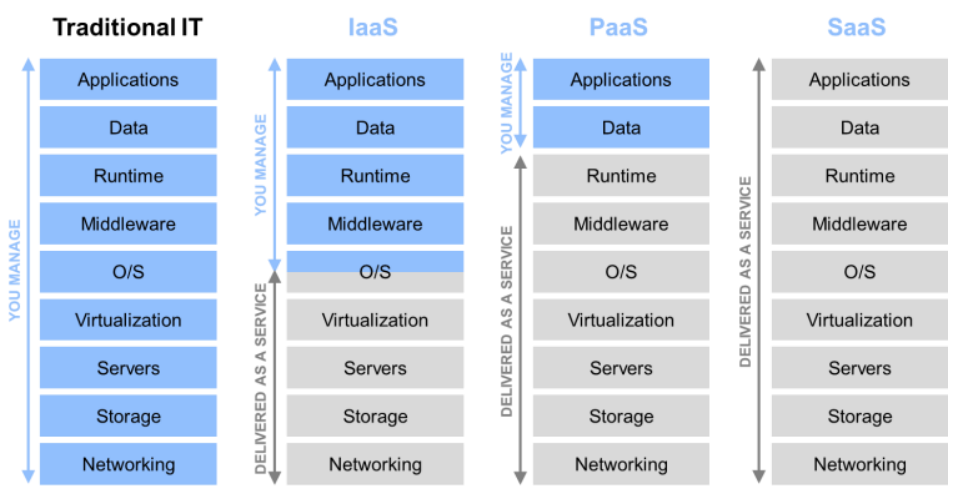 Traditional IT
IaaS
PaaS
SaaS
YOU MANAGE
Applications
Data
Runtime
Middleware
O/S
Virtualization
Servers
Storage
Networking
YOU MANAGE
DELIVERED AS A SERVICE
Applications
Data
Runtime
Middleware
O/S
Virtualization
Servers
Storage
Networking
YOU MANAGE
DELIVERED AS A SERVICE
Applications
Data
Runtime
Middleware
O/S
Virtualization
Servers
Storage
Networking
DELIVERED AS A SERVICE
Applications
Data
Runtime
Middleware
O/S
Virtualization
Servers
Storage
Networking